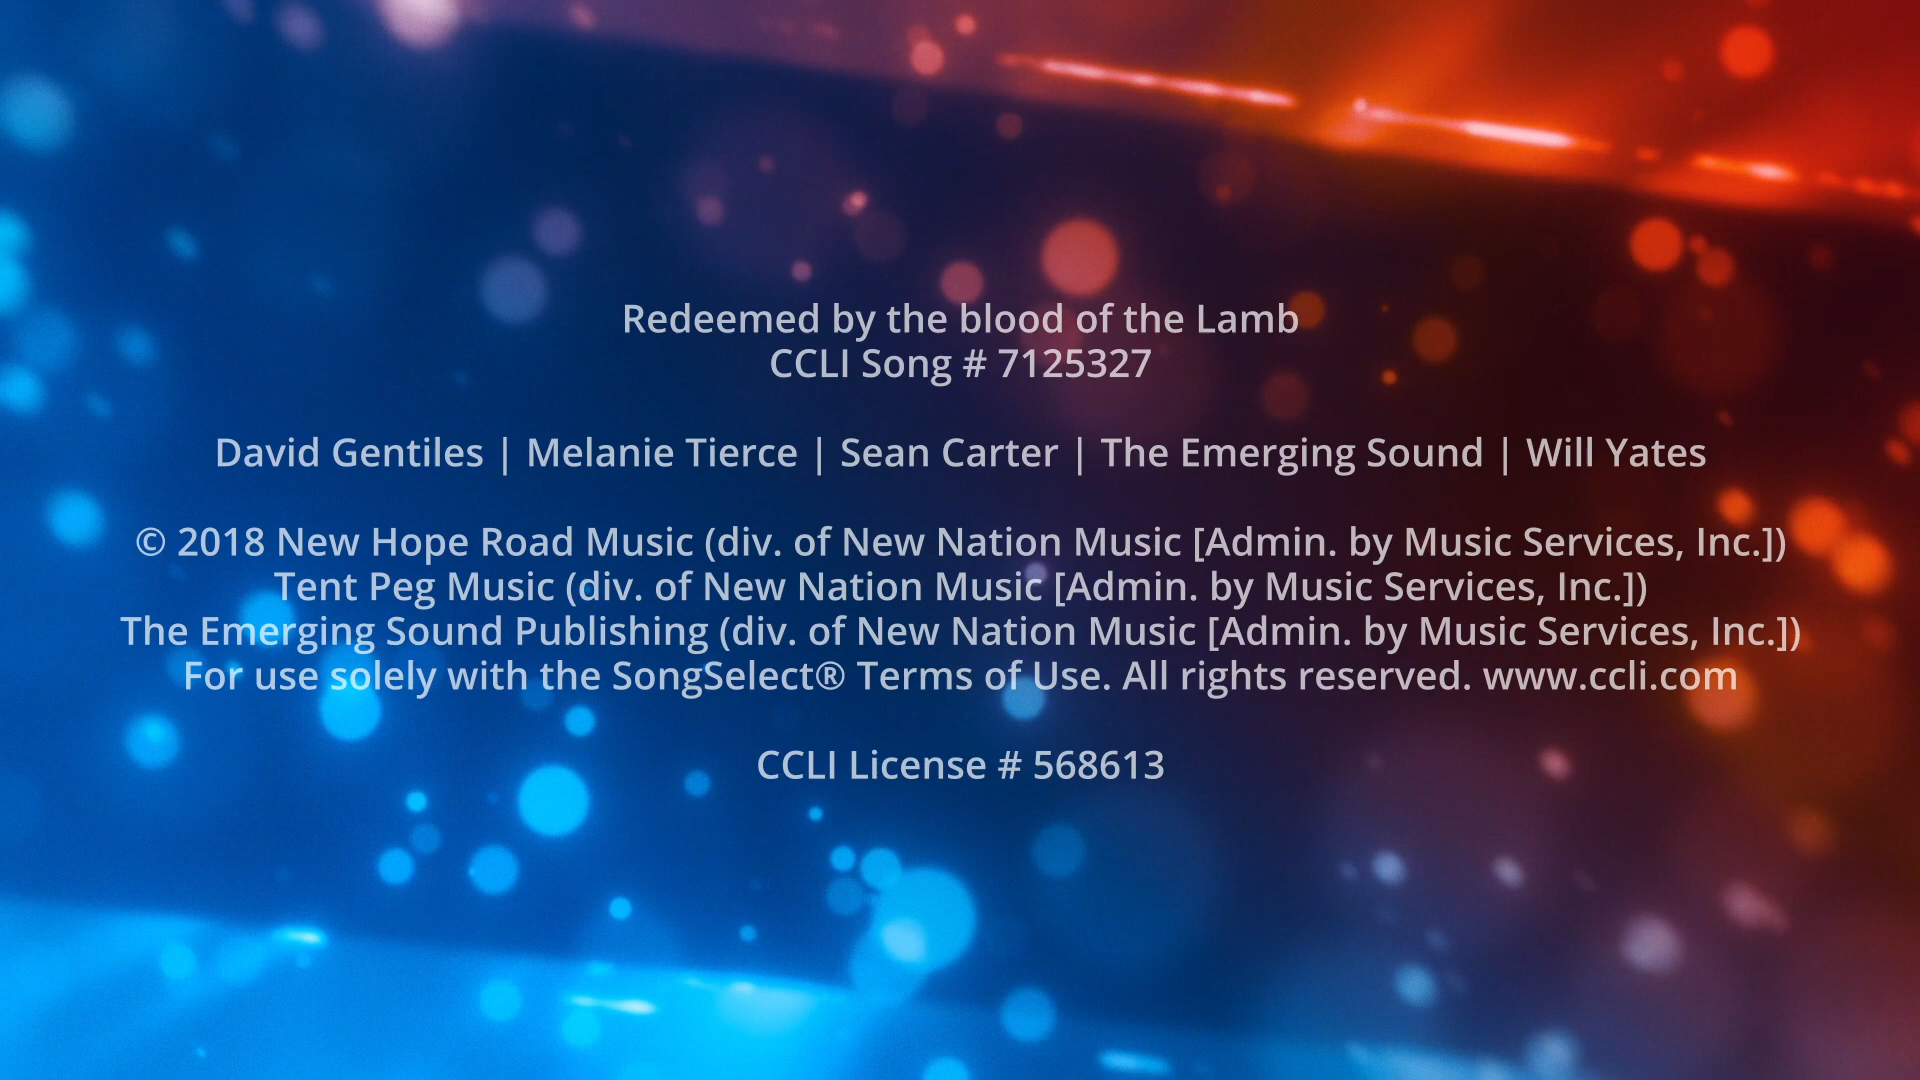 Redeemed by the blood of the Lamb
CCLI Song # 7125327
David Gentiles | Melanie Tierce | Sean Carter | The Emerging Sound | Will Yates
© 2018 New Hope Road Music (div. of New Nation Music [Admin. by Music Services, Inc.])
Tent Peg Music (div. of New Nation Music [Admin. by Music Services, Inc.])
The Emerging Sound Publishing (div. of New Nation Music [Admin. by Music Services, Inc.])
For use solely with the SongSelect® Terms of Use. All rights reserved. www.ccli.com
CCLI License # 568613